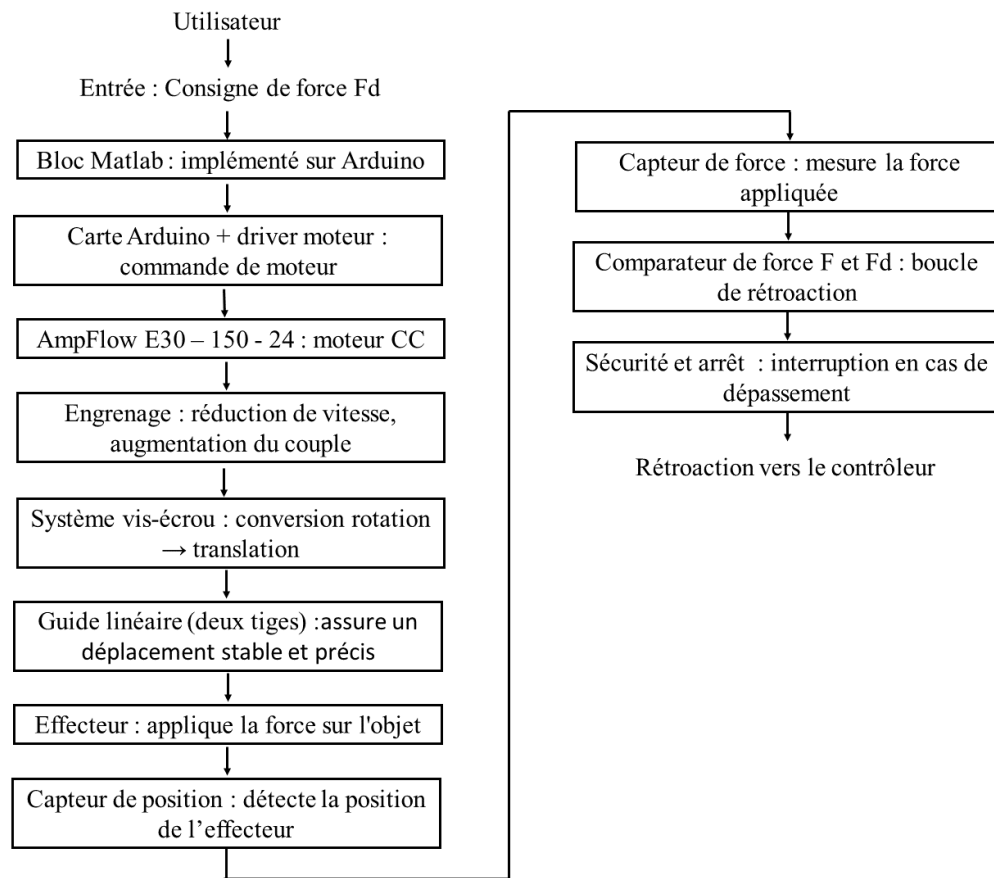 Utilisateur
Entrée : Consigne de force Fd
Bloc Matlab : implémenté sur Arduino
Carte Arduino + driver moteur :
commande de moteur
AmpFlow E30 – 150 - 24 : moteur CC
Engrenage : réduction de vitesse,
augmentation du couple
Système vis-écrou : conversion rotation
→ translation
Guide linéaire (deux tiges) :assure un
déplacement stable et précis
Effecteur : applique la force sur l'objet
Capteur de position : détecte la position
de l’effecteur
Capteur de force : mesure la force
appliquée
Comparateur de force F et Fd : boucle
de rétroaction
Sécurité et arrêt  : interruption en cas de
dépassement
Rétroaction vers le contrôleur